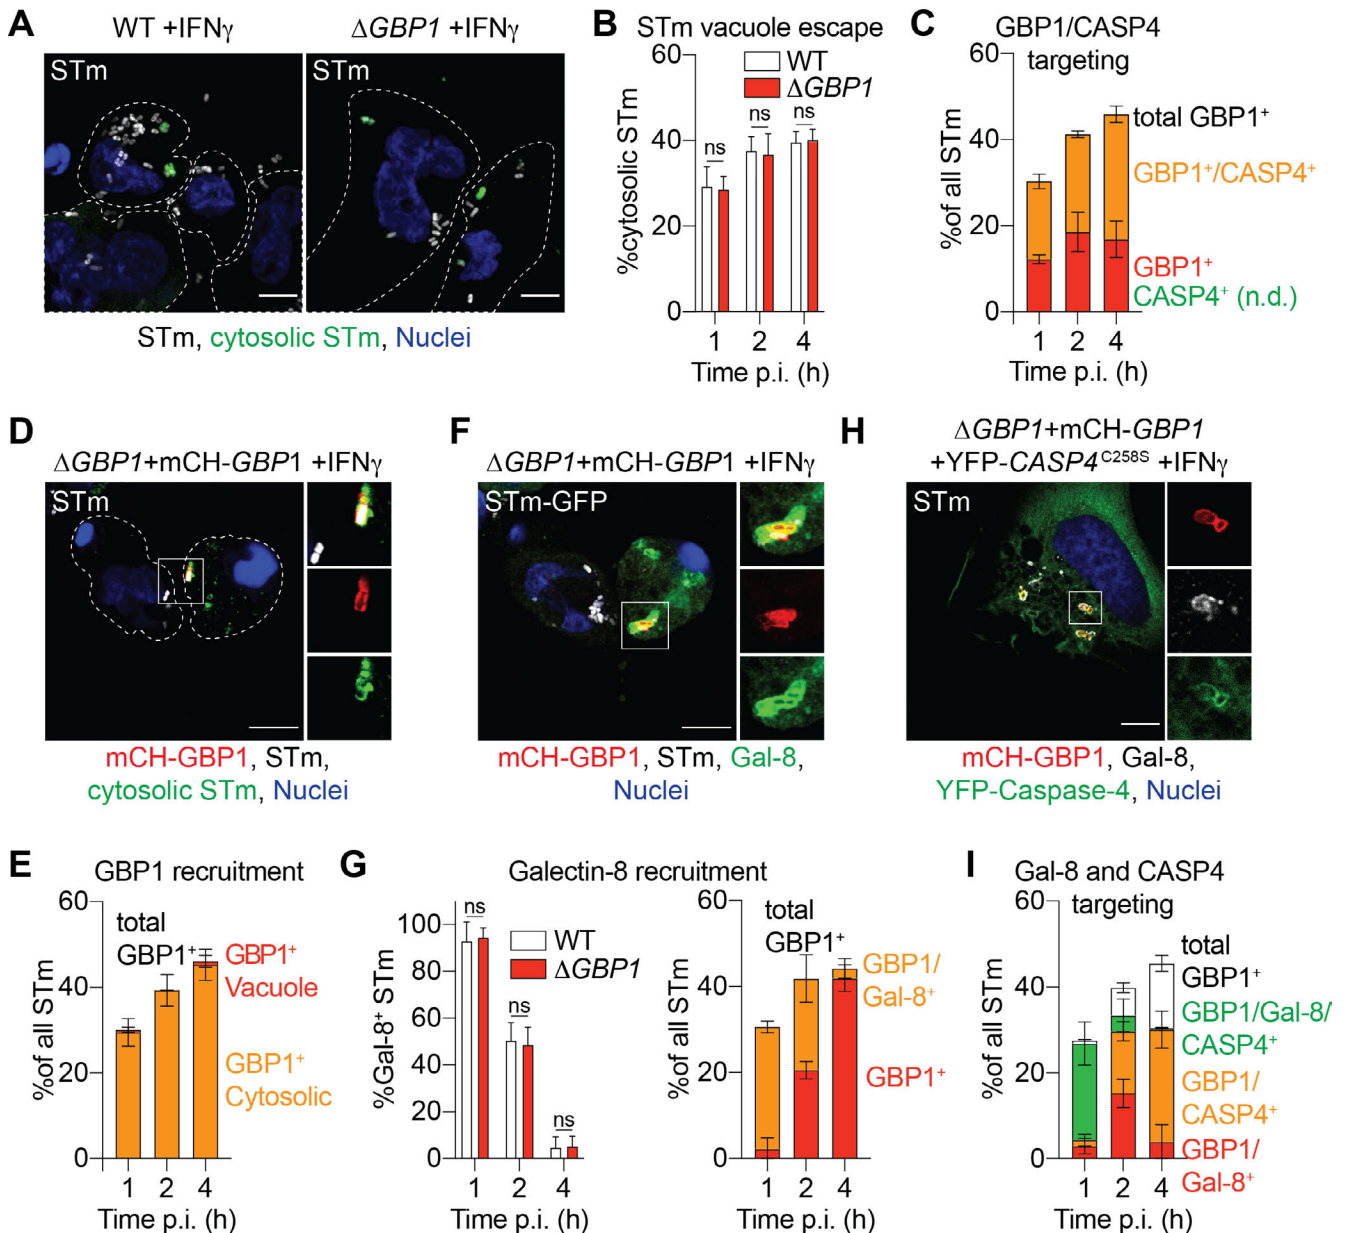 A
WT +IFNγ
ΔGBP1 +IFNγ
STm
STm
STm, cytosolic STm, Nuclei
B
STm vacuole escape
WT
ΔGBP1
%cytosolic STm
60
40
20
0
ns
ns
ns
1 2 4
Time p.i. (h)
C
GBP1/CASP4
targeting
%of all STm
60
40
20
0
total GBP1⁺
GBP1⁺/CASP4⁺
GBP1⁺
CASP4⁺ (n.d.)
1 2 4
Time p.i. (h)
D
ΔGBP1+mCH-GBP1 +IFNγ
STm
mCH-GBP1, STm,
cytosolic STm, Nuclei
F
ΔGBP1+mCH-GBP1 +IFNγ
STm-GFP
mCH-GBP1, STm, Gal-8,
Nuclei
H
ΔGBP1+mCH-GBP1
+YFP-CASP4ᶜ²⁵⁸ˢ +IFNγ
STm
mCH-GBP1, Gal-8,
YFP-Caspase-4, Nuclei
E
GBP1 recruitment
%of all STm
60
40
20
0
total
GBP1⁺
GBP1⁺
Vacuole
GBP1⁺
Cytosolic
1 2 4
Time p.i. (h)
G
Galectin-8 recruitment
%Gal-8⁺ STm
100
80
60
40
20
0
ns
ns
ns
WT
ΔGBP1
1 2 4
Time p.i. (h)
%of all STm
60
40
20
0
total
GBP1⁺
GBP1/
Gal-8⁺
GBP1⁺
1 2 4
Time p.i. (h)
I
Gal-8 and CASP4
targeting
%of all STm
60
40
20
0
total
GBP1⁺
GBP1/Gal-8/
CASP4⁺
GBP1/
CASP4⁺
GBP1/
Gal-8⁺
1 2 4
Time p.i. (h)